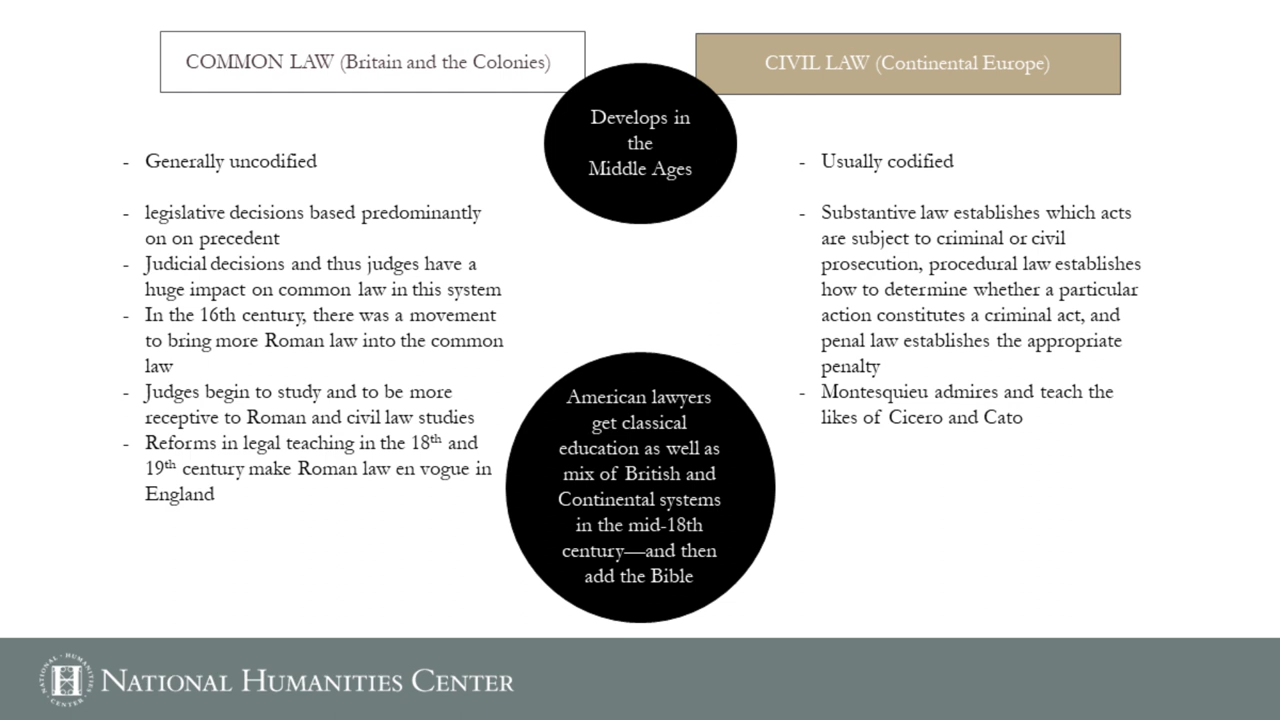 COMMON LAW (Britain and the Colonies)
CIVIL LAW (Continental Europe)
Develops in
the
Middle Ages
- Generally uncodified
- legislative decisions based predominantly
on on precedent
- Judicial decisions and thus judges have a
huge impact on common law in this system
- In the 16th century, there was a movement
to bring more Roman law into the common
law
- Judges begin to study and to be more
receptive to Roman and civil law studies
- Reforms in legal teaching in the 18th and
19th century make Roman law en vogue in
England
- Usually codified
- Substantive law establishes which acts
are subject to criminal or civil
prosecution, procedural law establishes
how to determine whether a particular
action constitutes a criminal act, and
penal law establishes the appropriate
penalty
- Montesquieu admires and teach the
likes of Cicero and Cato
American lawyers
get classical
education as well as
mix of British and
Continental systems
in the mid-18th
century—and then
add the Bible
NATIONAL HUMANITIES CENTER
NATIONAL HUMANITIES CENTER